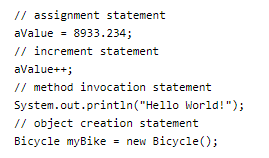 // assignment statement
aValue = 8933.234;
// increment statement
aValue++;
// method invocation statement
System.out.println("Hello World!");
// object creation statement
Bicycle myBike = new Bicycle();